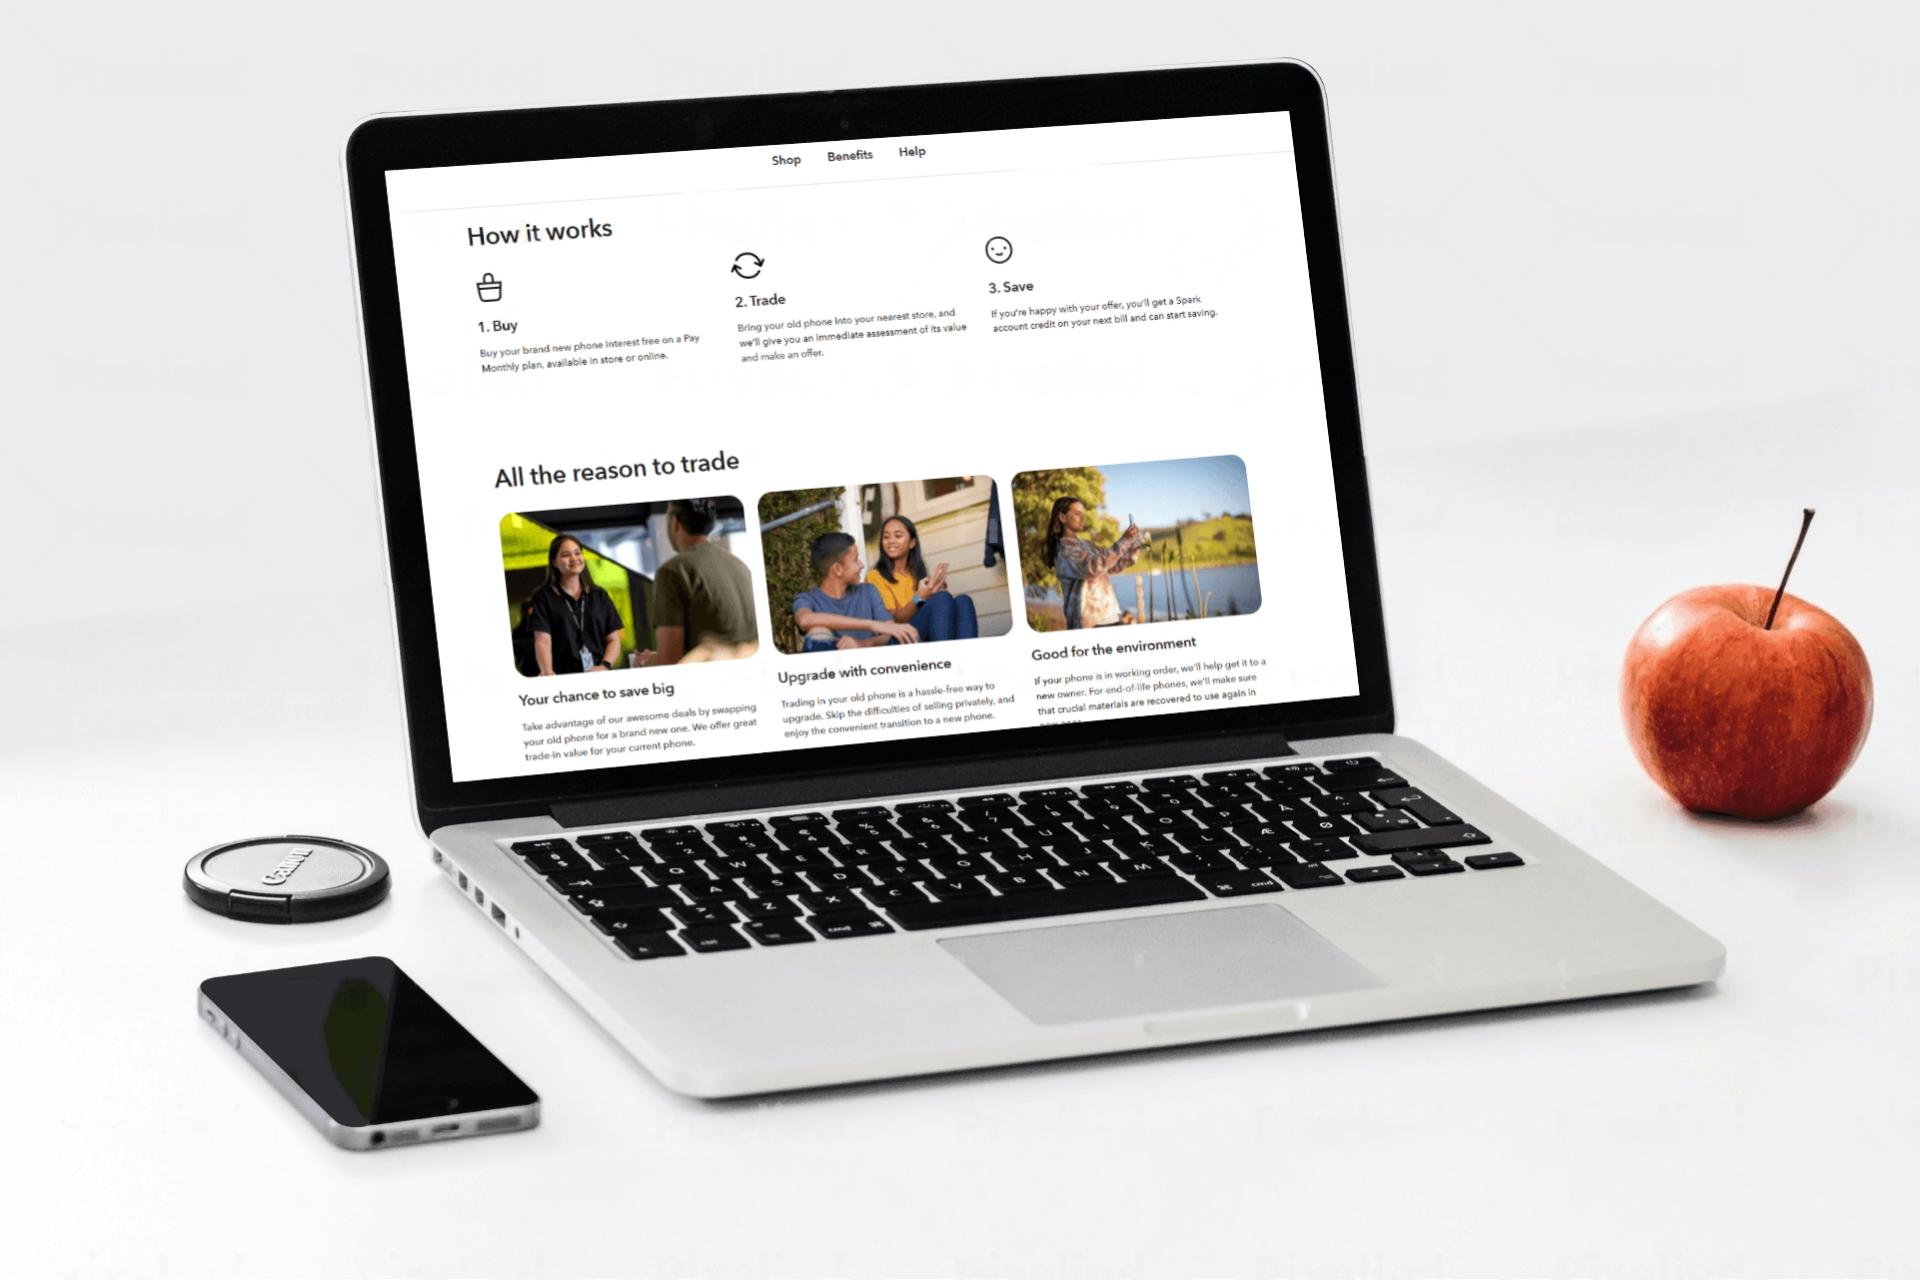 Shop Benefits Help
How it works
1. Buy
Buy your brand new phone interest free on a Pay
Monthly plan, available in store or online.
2. Trade
Bring your old phone into your nearest store, and
we'll give you an immediate assessment of its value
and make an offer.
3. Save
If you're happy with your offer, you'll get a Spark
account credit on your next bill and can start saving.
All the reason to trade
Your chance to save big
Take advantage of our awesome deals by swapping
your old phone for a brand new one. We offer great
trade-in value for your current phone.
Upgrade with convenience
Trading in your old phone is a hassle-free way to
upgrade. Skip the difficulties of selling privately, and
enjoy the convenient transition to a new phone.
Good for the environment
If your phone is in working order, we'll help get it to a
new owner. For end-of-life phones, we'll make sure
that crucial materials are recovered to use again in
Canon
Q W E R T Y U I O P
A S D F G H J K L Æ Ø
Z X C V B N M
cmd cmd
Pixelied